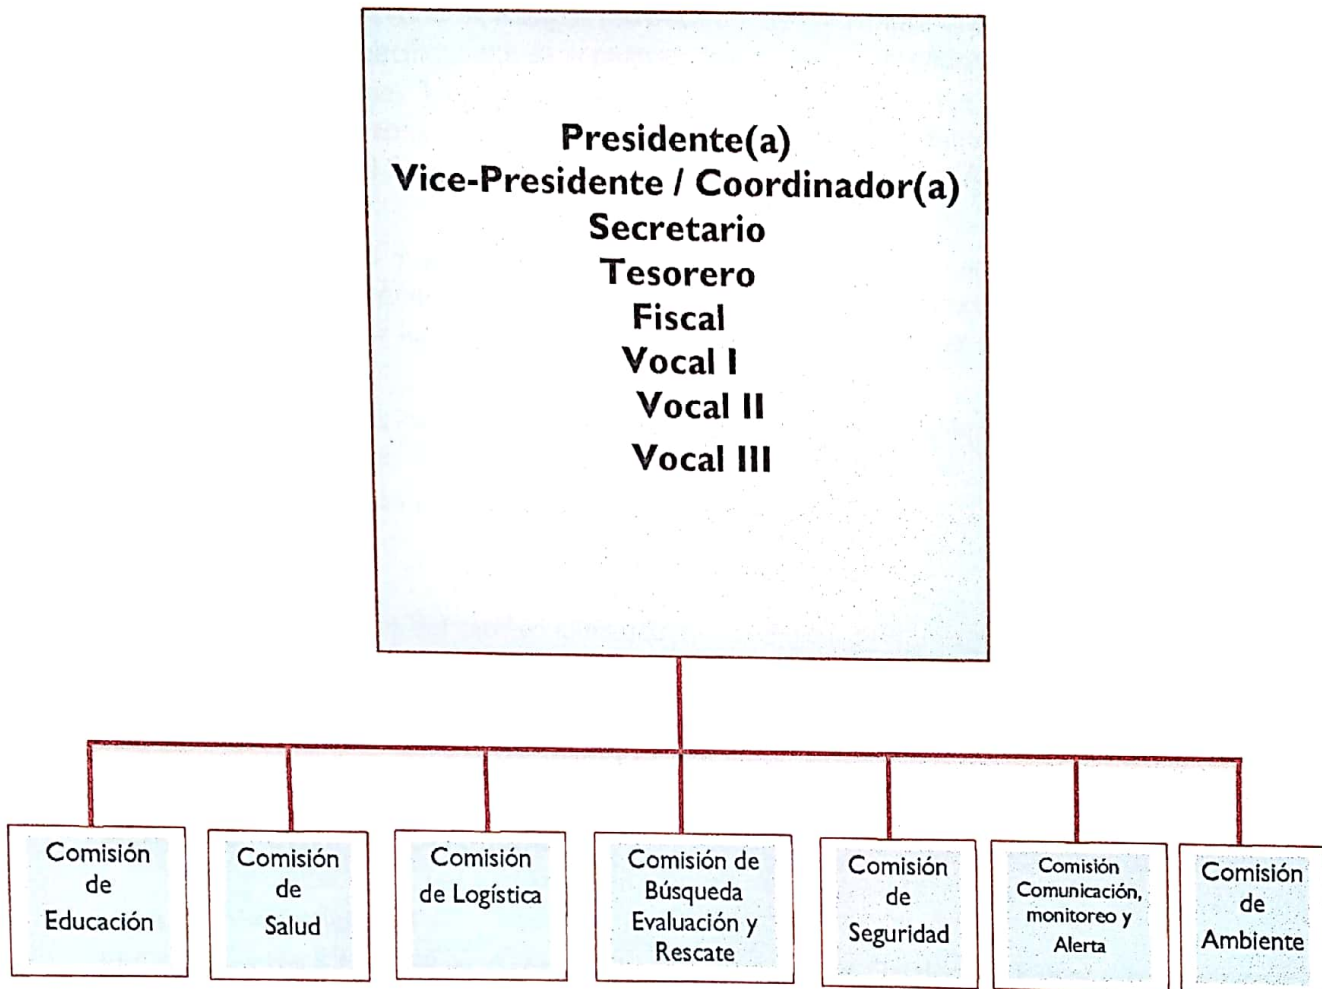 Presidente(a)
Vice-Presidente / Coordinador(a)
Secretario
Tesorero
Fiscal
Vocal I
Vocal II
Vocal III
Comisión
de
Educación
Comisión
de
Salud
Comisión
de Logística
Comisión de
Búsqueda
Evaluación y
Rescate
Comisión
de
Seguridad
Comisión
Comunicación,
monitoreo y
Alerta
Comisión
de
Ambiente